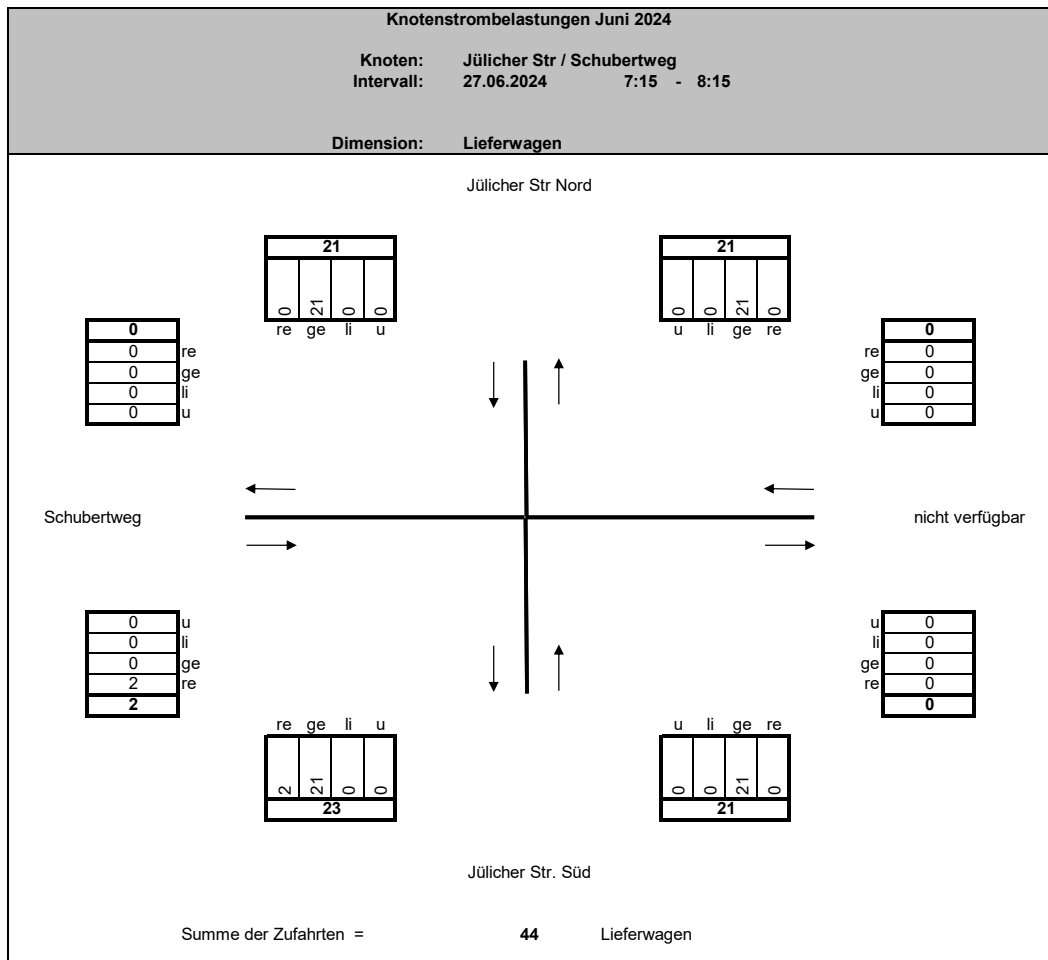 Knotenstrombelastungen Juni 2024
Knoten: Jülicher Str / Schubertweg
Intervall: 27.06.2024 7:15 - 8:15
Dimension: Lieferwagen
Jülicher Str Nord
21 21
0 21 0 0 0 0 21 0
re ge li u u li ge re
0 0
0 re re 0
0 ge ge 0
0 li li 0
0 u u 0
Schubertweg nicht verfügbar
0 u u 0
0 li li 0
0 ge ge 0
2 re re 0
2 0
re ge li u u li ge re
2 21 0 0 0 0 21 0
23 21
Jülicher Str. Süd
Summe der Zufahrten = 44 Lieferwagen